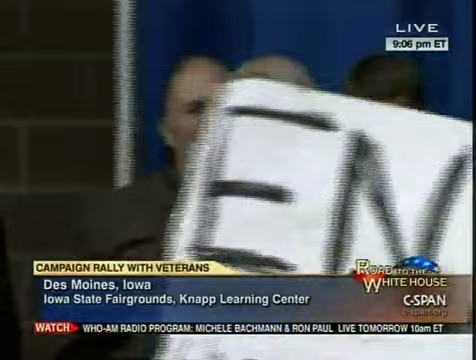 LIVE
9:06 pm ET
EN
CAMPAIGN RALLY WITH VETERANS
Des Moines, Iowa
Iowa State Fairgrounds, Knapp Learning Center
ROAD TO THE
WHITE HOUSE
C-SPAN
c-span.org
WATCH WHO-AM RADIO PROGRAM: MICHELE BACHMANN & RON PAUL LIVE TOMORROW 10am ET